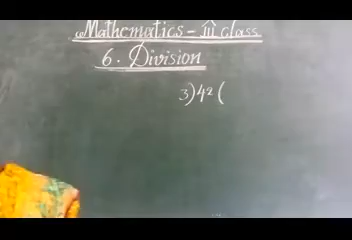 Mathematics - III class
6. Division
3)42(